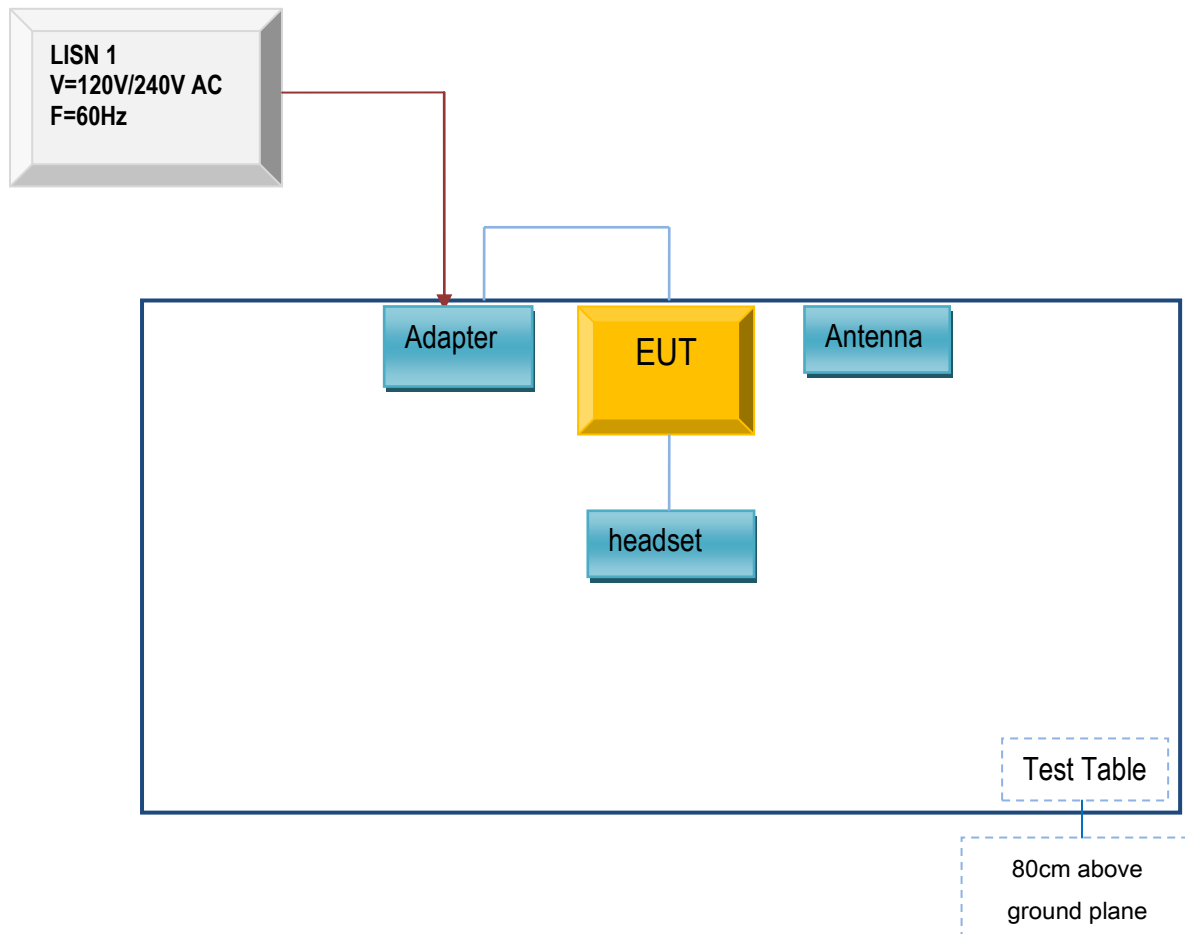 LISN 1
V=120V/240V AC
F=60Hz
Adapter
EUT
Antenna
headset
Test Table
80cm above
ground plane